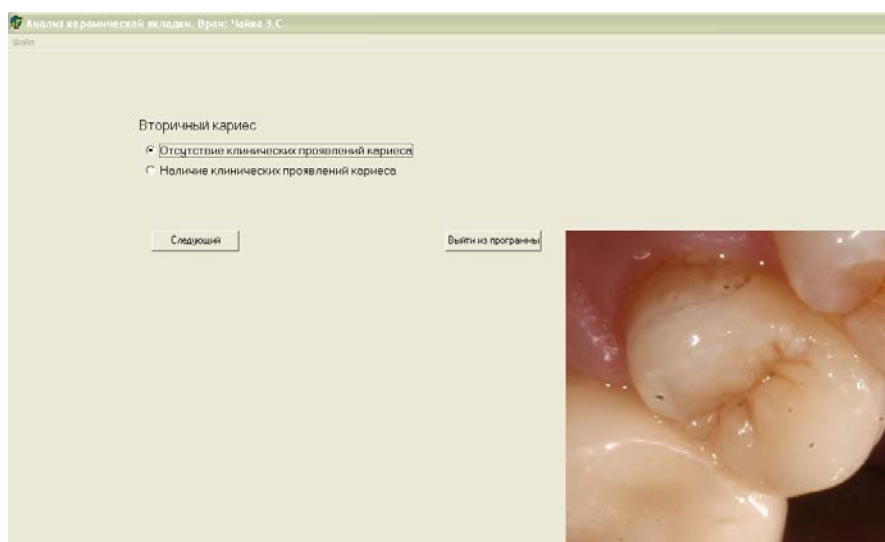 Анализ керамической вкладки. Врач: Чайка З.С.
Файл
Вторичный кариес
Отсутствие клинических проявлений кариеса
Наличие клинических проявлений кариеса
Следующий
Выйти из программы